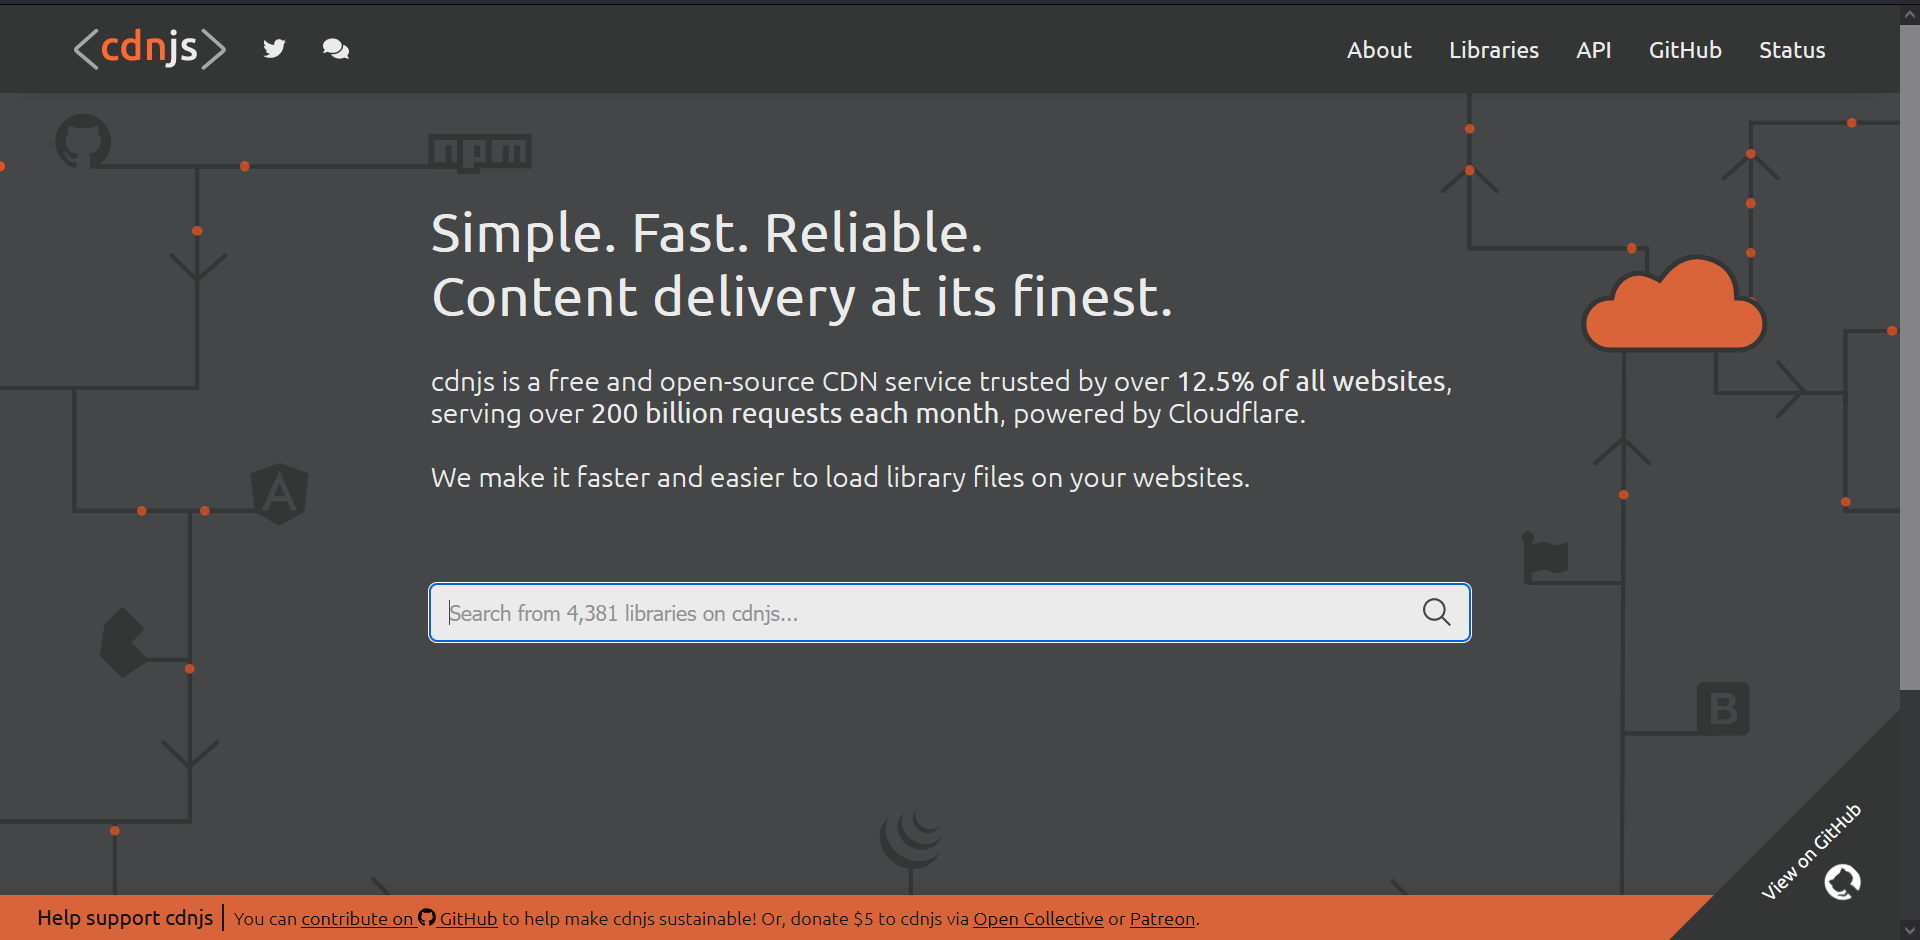 <cdnjs>
About Libraries API GitHub Status
npm
Simple. Fast. Reliable.
Content delivery at its finest.
cdnjs is a free and open-source CDN service trusted by over 12.5% of all websites,
serving over 200 billion requests each month, powered by Cloudflare.
We make it faster and easier to load library files on your websites.
A
Search from 4,381 libraries on cdnjs...
B
View on GitHub
Help support cdnjs | You can contribute on GitHub to help make cdnjs sustainable! Or, donate $5 to cdnjs via Open Collective or Patreon.